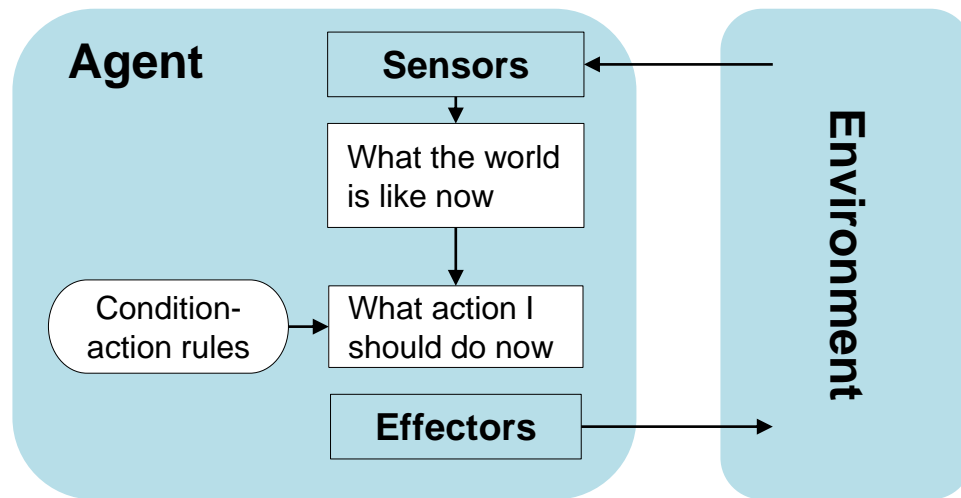 Agent
Sensors
What the world
is like now
Condition-
action rules
What action I
should do now
Effectors
Environment